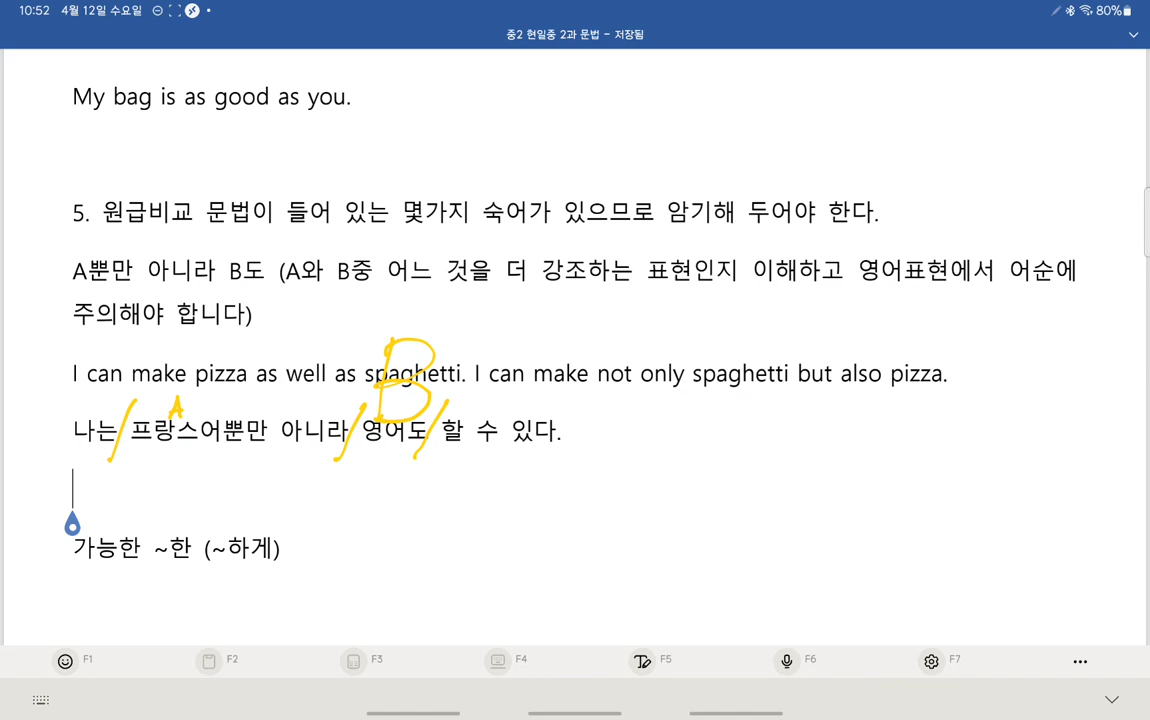 10:52 4월 12일 수요일 80%
중2 현일중 2과 문법 – 저장됨
My bag is as good as you.
5. 원급비교 문법이 들어 있는 몇가지 숙어가 있으므로 암기해 두어야 한다.
A뿐만 아니라 B도 (A와 B중 어느 것을 더 강조하는 표현인지 이해하고 영어표현에서 어순에
주의해야 합니다)
I can make pizza as well as spaghetti. I can make not only spaghetti but also pizza.
A B
나는 프랑스어뿐만 아니라 영어도 할 수 있다.
가능한 ~한 (~하게)
F1 F2 F3 F4 F5 F6 F7